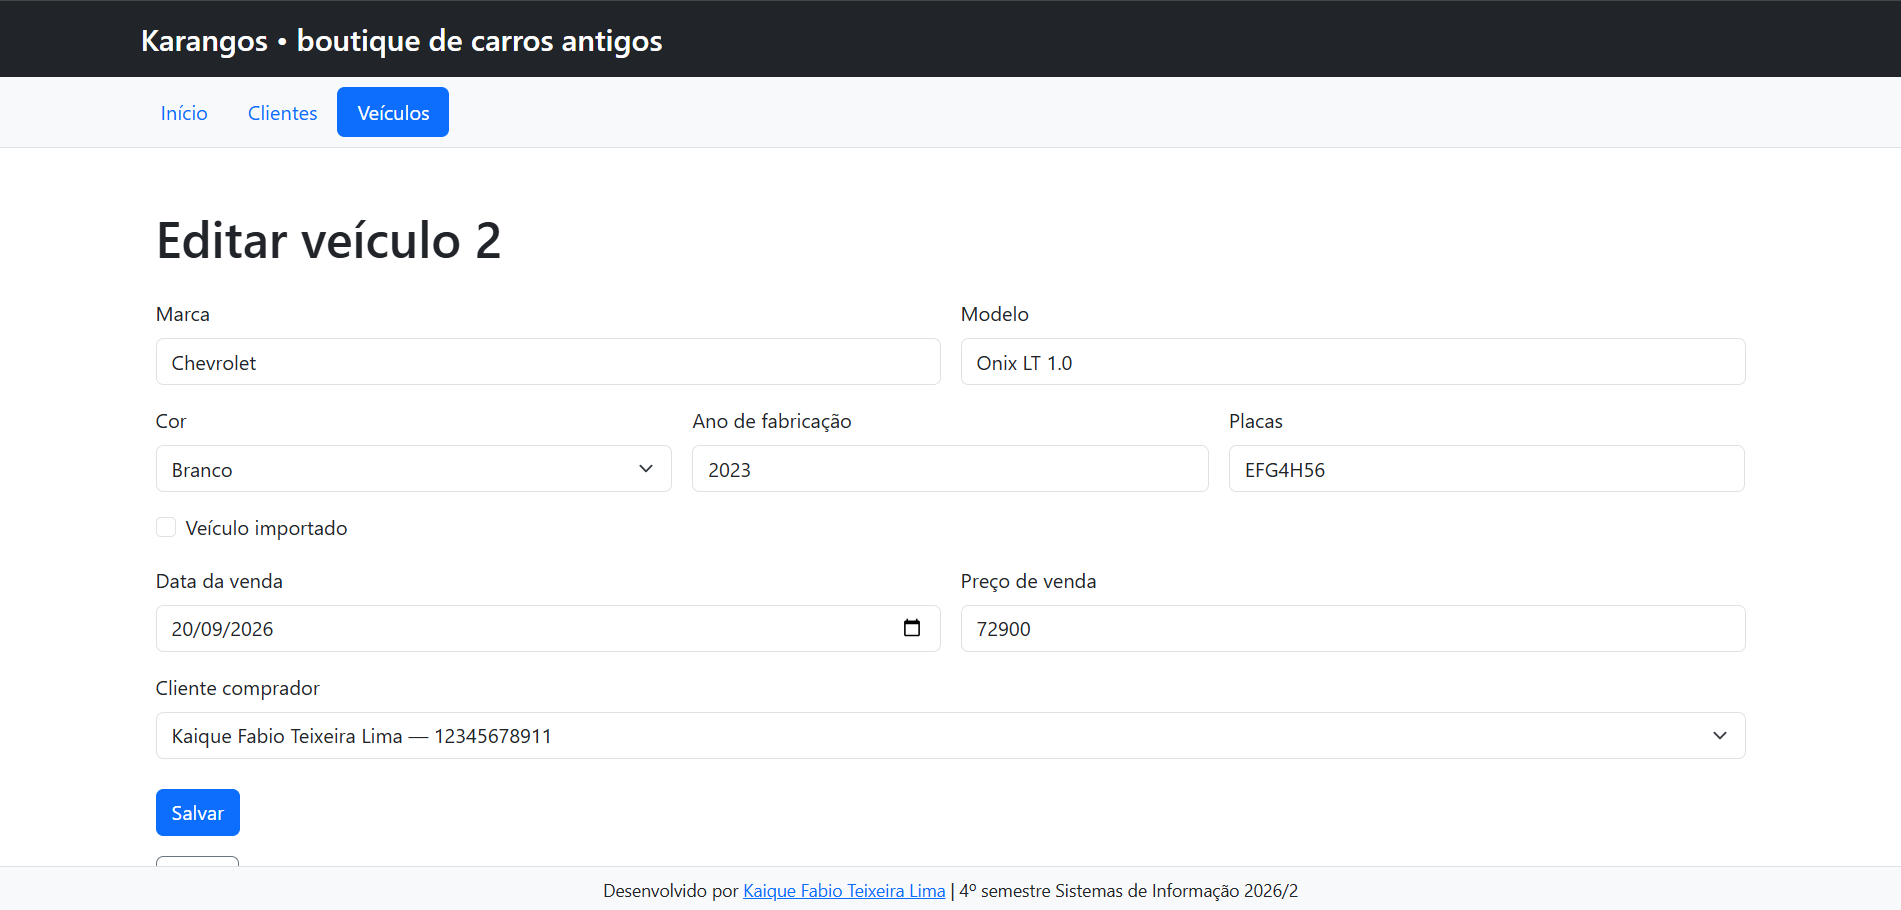 Karangos • boutique de carros antigos
Início Clientes Veículos
Editar veículo 2
Marca Modelo
Chevrolet Onix LT 1.0
Cor Ano de fabricação Placas
Branco 2023 EFG4H56
Veículo importado
Data da venda Preço de venda
20/09/2026 72900
Cliente comprador
Kaique Fabio Teixeira Lima — 12345678911
Salvar
Desenvolvido por Kaique Fabio Teixeira Lima | 4º semestre Sistemas de Informação 2026/2